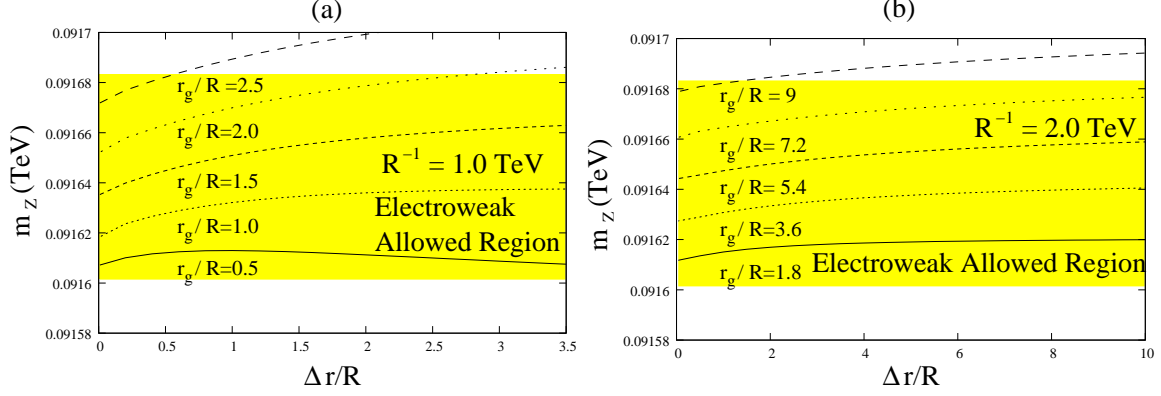 (a)
0.0917
0.09168
0.09166
0.09164
0.09162
0.0916
0.09158
m_Z (TeV)
r_g/R =2.5
r_g/R =2.0
r_g/R=1.5
r_g/R=1.0
r_g/R=0.5
R^-1 = 1.0 TeV
Electroweak
Allowed Region
0 0.5 1 1.5 2 2.5 3 3.5
Δ r/R
(b)
0.0917
0.09168
0.09166
0.09164
0.09162
0.0916
0.09158
m_Z (TeV)
r_g/R = 9
r_g/R=7.2
r_g/R=5.4
r_g/R=3.6
r_g/R=1.8
R^-1 = 2.0 TeV
Electroweak Allowed Region
0 2 4 6 8 10
Δ r/R